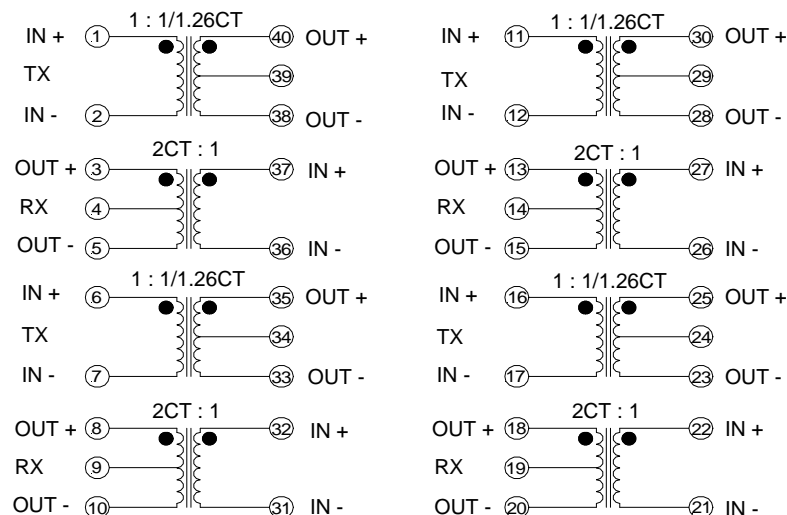 1 : 1/1.26CT
IN + 1 40 OUT +
TX 39
IN - 2 38 OUT -
2CT : 1
OUT + 3 37 IN +
RX 4
OUT - 5 36 IN -
1 : 1/1.26CT
IN + 6 35 OUT +
TX 34
IN - 7 33 OUT -
2CT : 1
OUT + 8 32 IN +
RX 9
OUT - 10 31 IN -
1 : 1/1.26CT
IN + 11 30 OUT +
TX 29
IN - 12 28 OUT -
2CT : 1
OUT + 13 27 IN +
RX 14
OUT - 15 26 IN -
1 : 1/1.26CT
IN + 16 25 OUT +
TX 24
IN - 17 23 OUT -
2CT : 1
OUT + 18 22 IN +
RX 19
OUT - 20 21 IN -